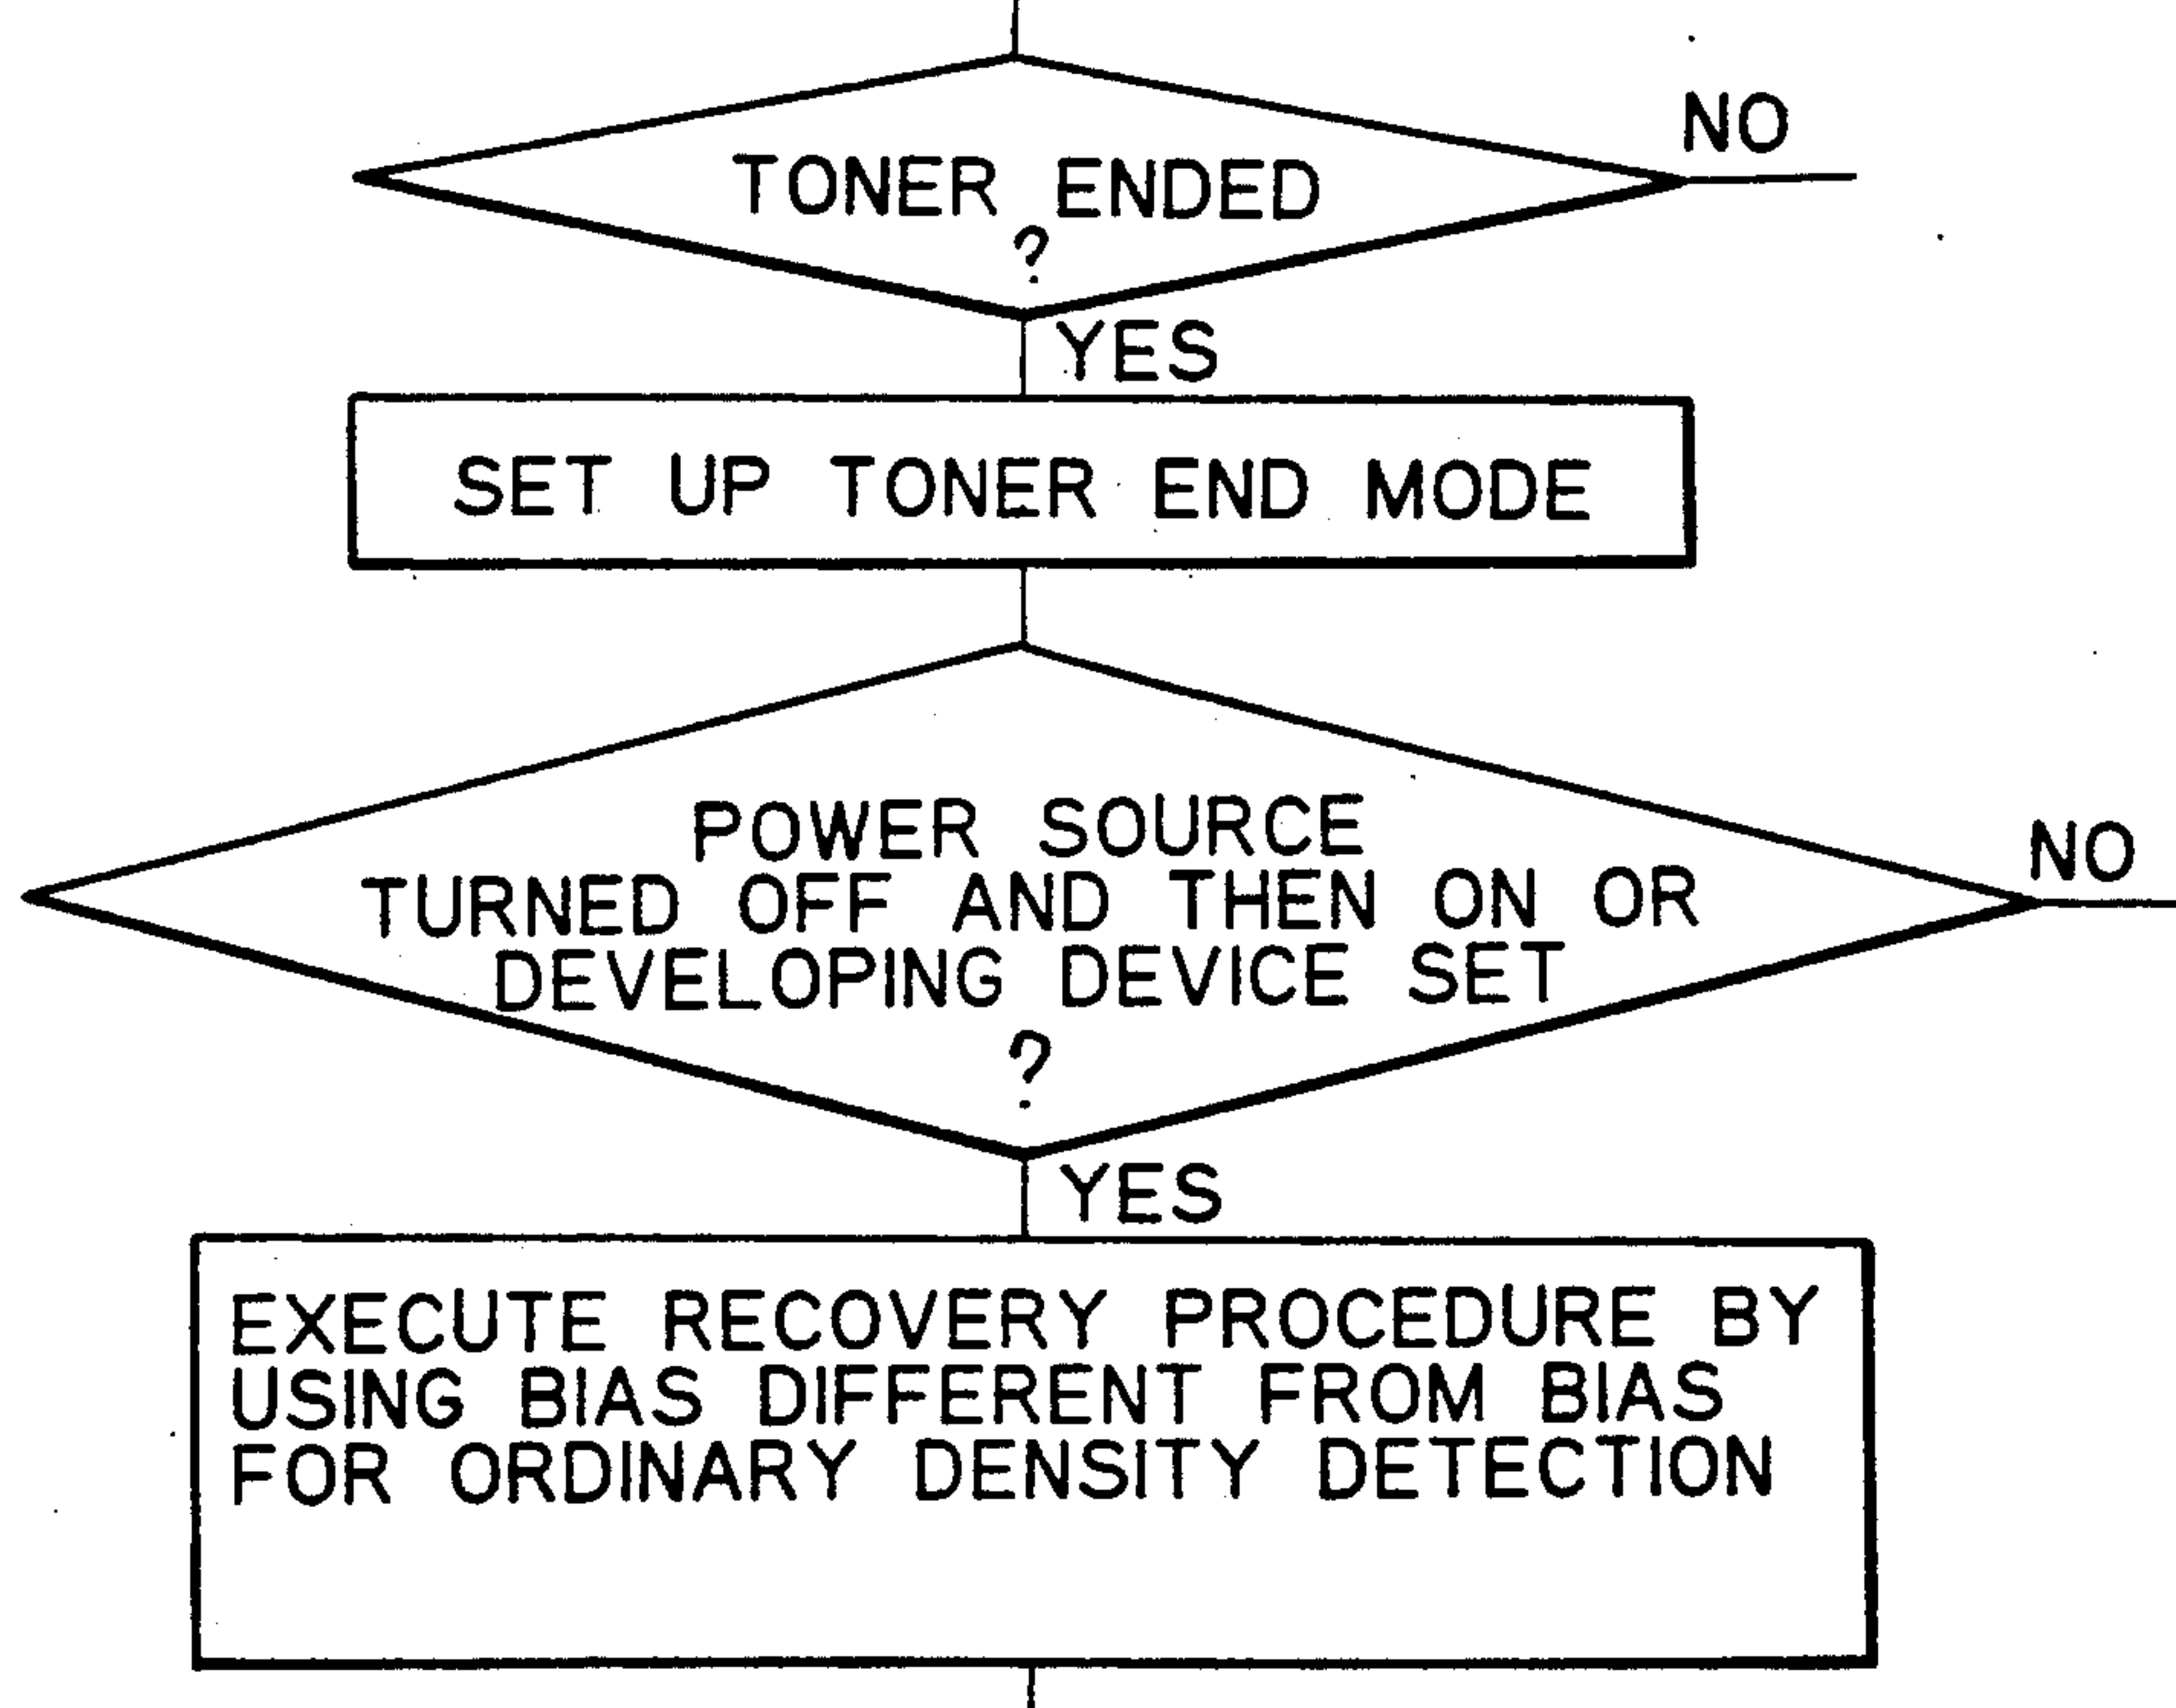 NO
TONER ENDED
?
YES
SET UP TONER END MODE
POWER SOURCE
TURNED OFF AND THEN ON OR
DEVELOPING DEVICE SET
?
NO
YES
EXECUTE RECOVERY PROCEDURE BY
USING BIAS DIFFERENT FROM BIAS
FOR ORDINARY DENSITY DETECTION